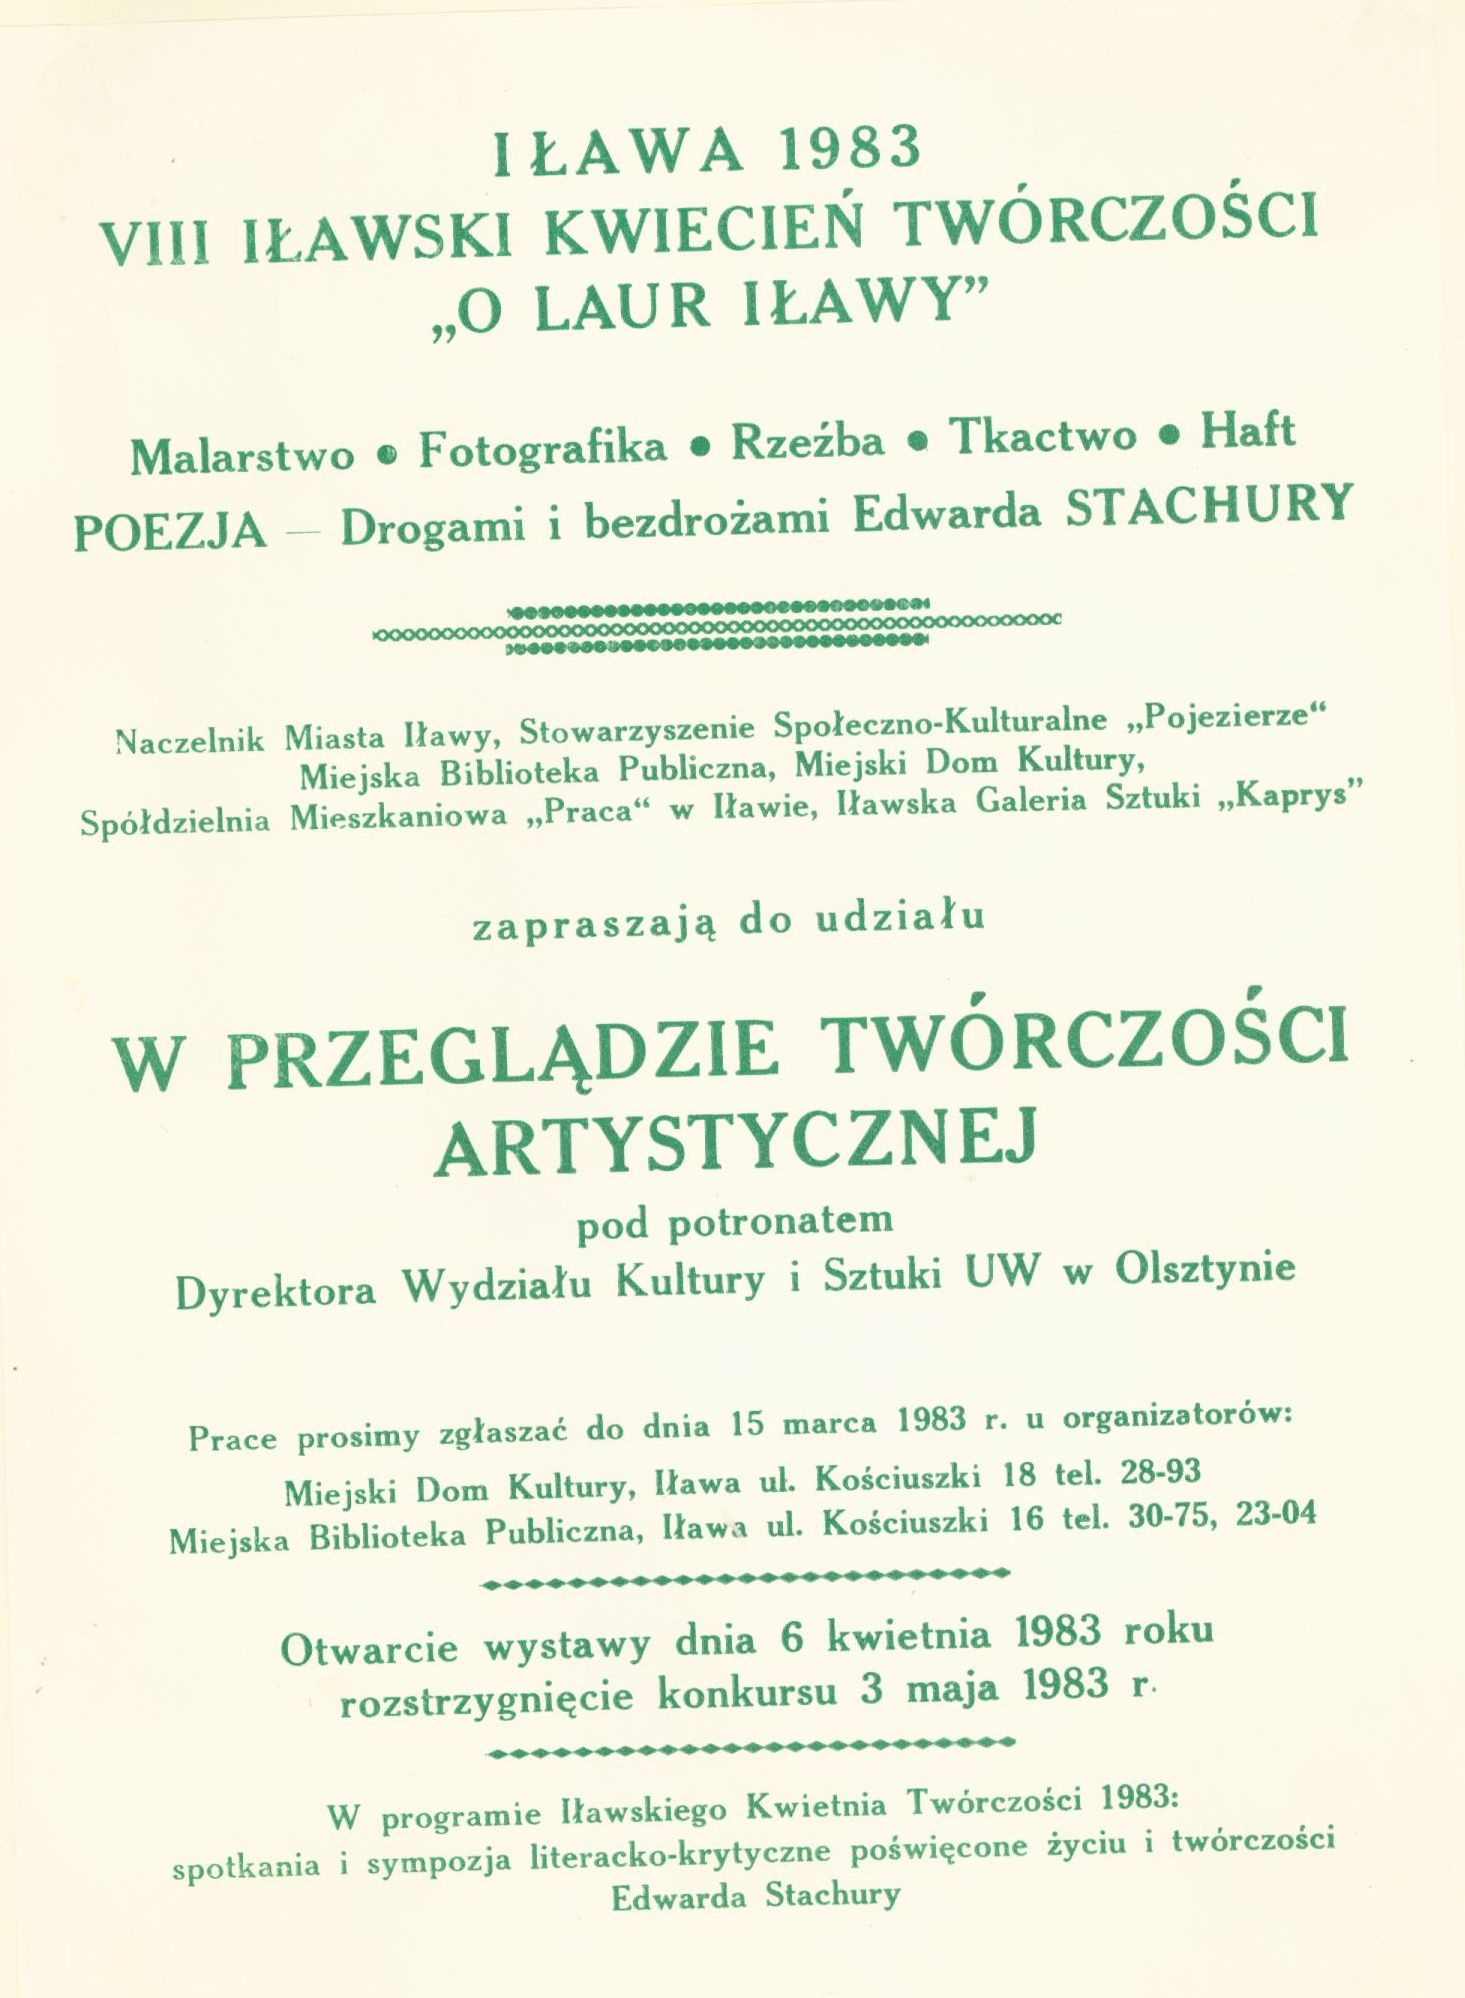 IŁAWA 1983
VIII IŁAWSKI KWIECIEŃ TWÓRCZOŚCI
„O LAUR IŁAWY”
Malarstwo ● Fotografika ● Rzeźba ● Tkactwo ● Haft
POEZJA — Drogami i bezdrożami Edwarda STACHURY
Naczelnik Miasta Iławy, Stowarzyszenie Społeczno-Kulturalne „Pojezierze“
Miejska Biblioteka Publiczna, Miejski Dom Kultury,
Spółdzielnia Mieszkaniowa „Praca“ w Iławie, Iławska Galeria Sztuki „Kaprys”
zapraszają do udziału
W PRZEGLĄDZIE TWÓRCZOŚCI
ARTYSTYCZNEJ
pod potronatem
Dyrektora Wydziału Kultury i Sztuki UW w Olsztynie
Prace prosimy zgłaszać do dnia 15 marca 1983 r. u organizatorów:
Miejski Dom Kultury, Iława ul. Kościuszki 18 tel. 28-93
Miejska Biblioteka Publiczna, Iława ul. Kościuszki 16 tel. 30-75, 23-04
Otwarcie wystawy dnia 6 kwietnia 1983 roku
rozstrzygnięcie konkursu 3 maja 1983 r.
W programie Iławskiego Kwietnia Twórczości 1983:
spotkania i sympozja literacko-krytyczne poświęcone życiu i twórczości
Edwarda Stachury